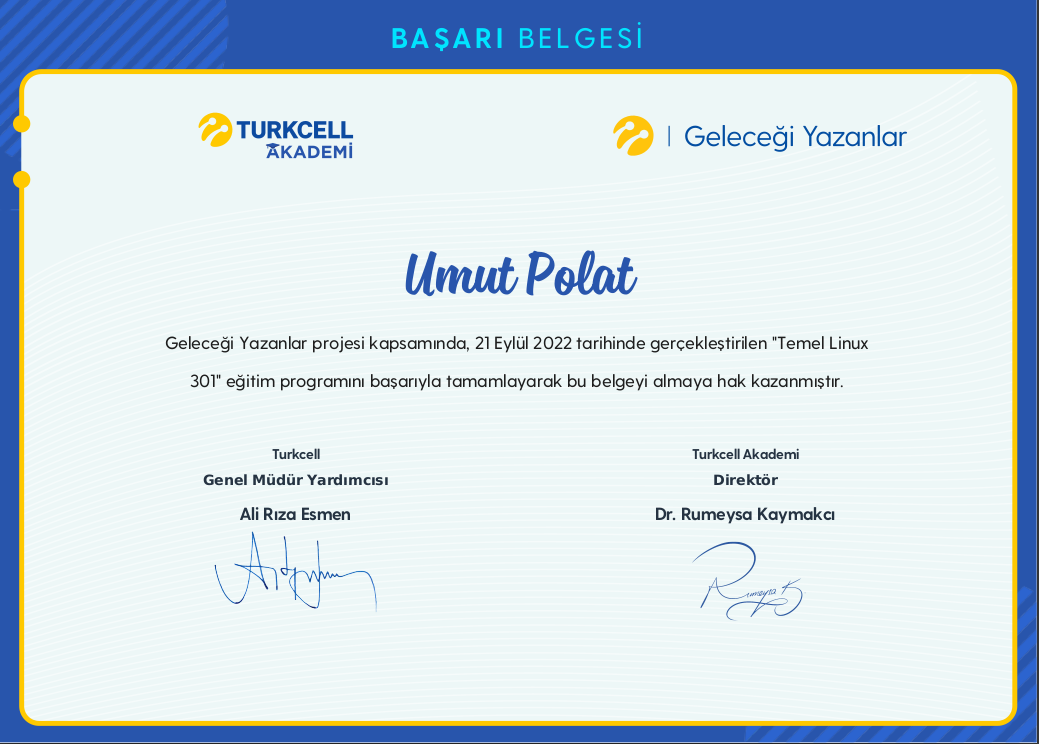 BAŞARI BELGESİ
TURKCELL
AKADEMİ
Geleceği Yazanlar
Umut Polat
Geleceği Yazanlar projesi kapsamında, 21 Eylül 2022 tarihinde gerçekleştirilen "Temel Linux
301" eğitim programını başarıyla tamamlayarak bu belgeyi almaya hak kazanmıştır.
Turkcell
Genel Müdür Yardımcısı
Ali Rıza Esmen
Turkcell Akademi
Direktör
Dr. Rumeysa Kaymakcı
Rumeysa K